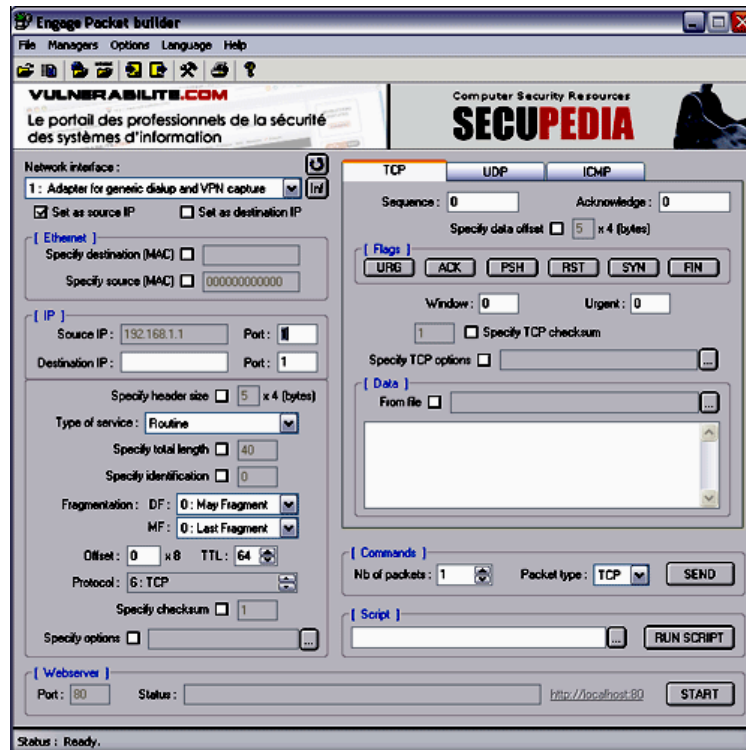 Engage Packet builder
File Managers Options Language Help
VULNERABILITE.COM
Le portail des professionnels de la sécurité
des systèmes d'information
Computer Security Resources
SECUPEDIA
Network interface :
1 : Adapter for generic dialup and VPN capture
Inf
Set as source IP Set as destination IP
[ Ethernet ]
Specify destination (MAC)
Specify source (MAC) 000000000000
[ IP ]
Source IP : 192.168.1.1 Port : 1
Destination IP : Port : 1
Specify header size 5 x 4 (bytes)
Type of service : Routine
Specify total length 40
Specify identification 0
Fragmentation : DF : 0 : May Fragment
MF : 0 : Last Fragment
Offset : 0 x 8 TTL : 64
Protocol : 6 : TCP
Specify checksum 1
Specify options ...
TCP UDP ICMP
Sequence : 0 Acknowledge : 0
Specify data offset 5 x 4 (bytes)
[ Flags ]
URG ACK PSH RST SYN FIN
Window : 0 Urgent : 0
1 Specify TCP checksum
Specify TCP options ...
[ Data ]
From file ...
[ Commands ]
Nb of packets : 1 Packet type : TCP SEND
[ Script ]
... RUN SCRIPT
[ Webserver ]
Port : 80 Status : http://localhost:80 START
Status : Ready.